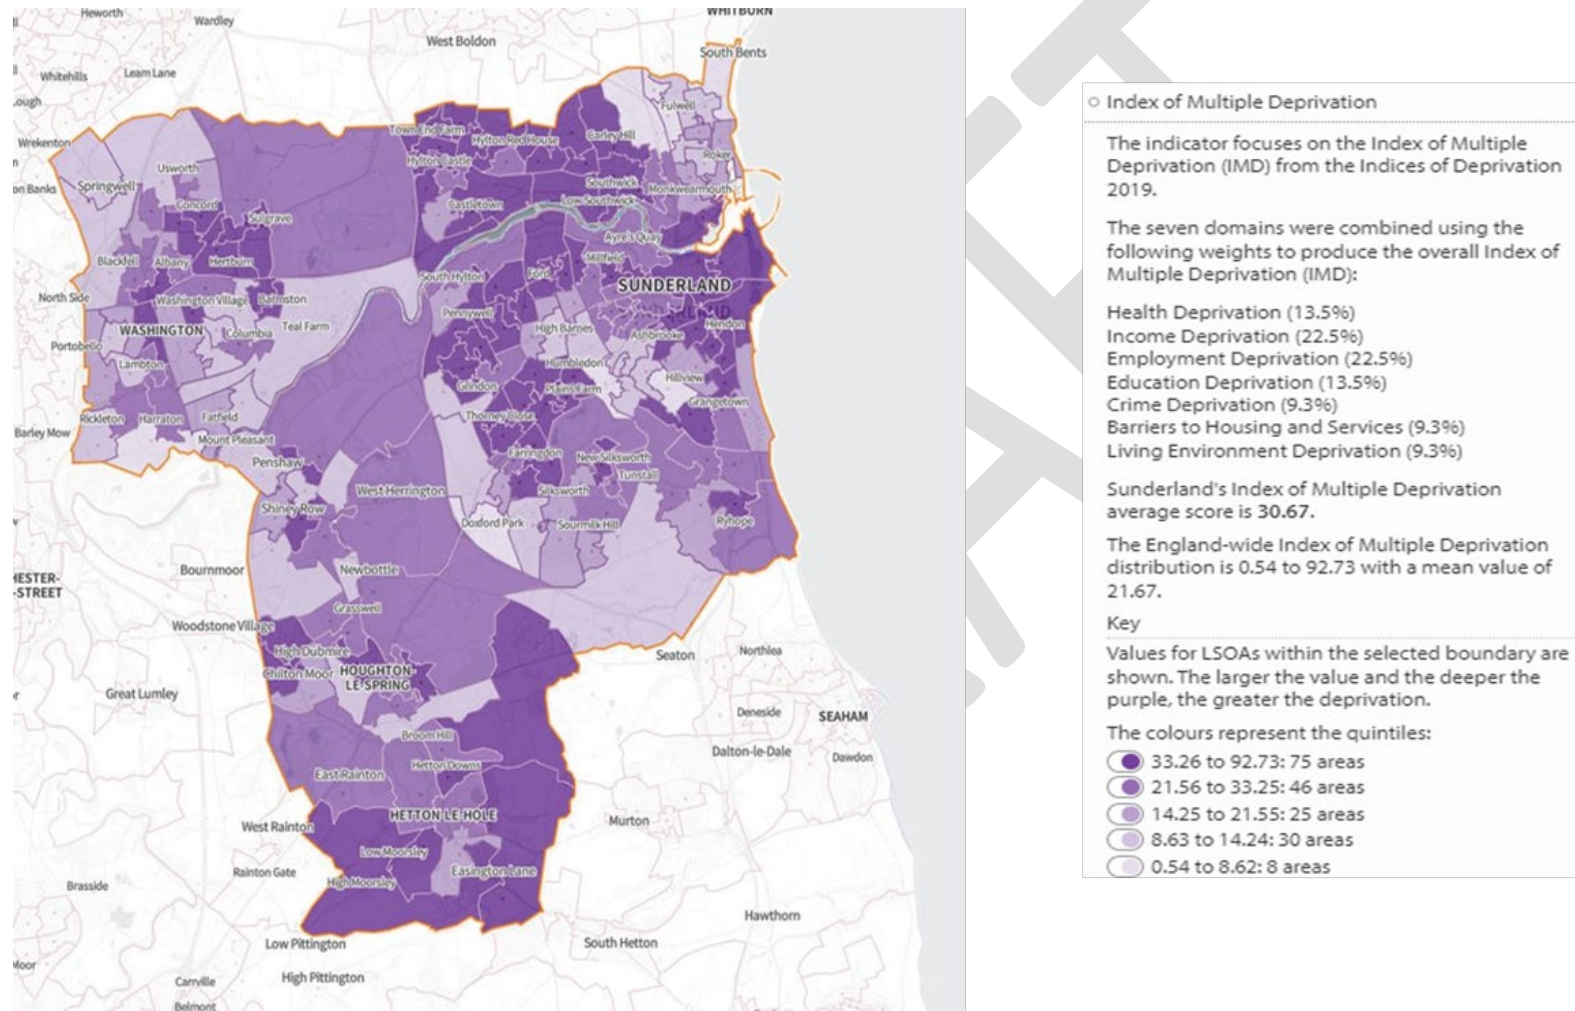 Heworth
Wardley
WHITBURN
West Boldon
South Bents
Whitehills
Leam Lane
ough
Fulwell
Wrekenton
Town End Farm
Hylton Red House
Carley Hill
Usworth
Hylton Castle
Roker
on Banks
Springwell
Southwick
Monkwearmouth
Concord
Castletown
Low Southwick
Sulgrave
Ayre's Quay
Blackfell
Albany
Hertburn
Millfield
South Hylton
Ford
SUNDERLAND
North Side
Washington Village
Barmston
Pennywell
WASHINGTON
Columbia
Teal Farm
High Barnes
Ashbrooke
Hendon
Portobello
Lambton
Humbledon
Grindon
Plains Farm
Hillview
Grangetown
Rickleton
Harraton
Fatfield
Thorney Close
Barley Mow
Mount Pleasant
Farringdon
New Silksworth
Penshaw
Tunstall
West Herrington
Silksworth
Shiney Row
Doxford Park
Sourmilk Hill
Ryhope
Bournmoor
Newbottle
HESTER-
-STREET
Grasswell
Woodstone Village
High Dubmire
Seaton
Northlea
Chilton Moor
HOUGHTON-
LE-SPRING
Great Lumley
Deneside
SEAHAM
Broom Hill
Dalton-le-Dale
Dawdon
East Rainton
Hetton Downs
HETTON LE HOLE
West Rainton
Murton
Low Moorsley
Rainton Gate
High Moorsley
Easington Lane
Brasside
Hawthorn
Low Pittington
South Hetton
Moor
Carrville
High Pittington
Belmont
Index of Multiple Deprivation
The indicator focuses on the Index of Multiple
Deprivation (IMD) from the Indices of Deprivation
2019.
The seven domains were combined using the
following weights to produce the overall Index of
Multiple Deprivation (IMD):
Health Deprivation (13.5%)
Income Deprivation (22.5%)
Employment Deprivation (22.5%)
Education Deprivation (13.5%)
Crime Deprivation (9.3%)
Barriers to Housing and Services (9.3%)
Living Environment Deprivation (9.3%)
Sunderland's Index of Multiple Deprivation
average score is 30.67.
The England-wide Index of Multiple Deprivation
distribution is 0.54 to 92.73 with a mean value of
21.67.
Key
Values for LSOAs within the selected boundary are
shown. The larger the value and the deeper the
purple, the greater the deprivation.
The colours represent the quintiles:
33.26 to 92.73: 75 areas
21.56 to 33.25: 46 areas
14.25 to 21.55: 25 areas
8.63 to 14.24: 30 areas
0.54 to 8.62: 8 areas